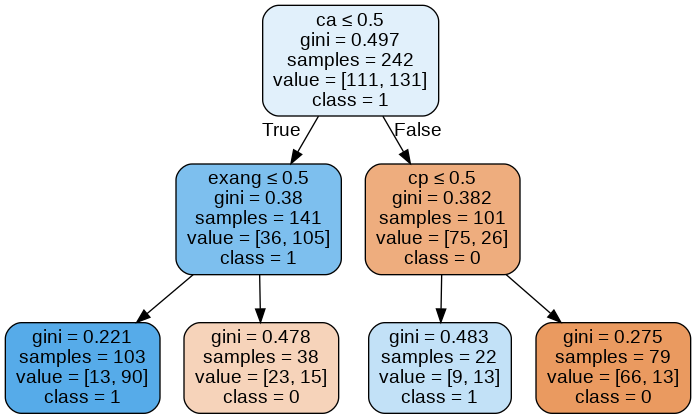 ca ≤ 0.5
gini = 0.497
samples = 242
value = [111, 131]
class = 1
True
False
exang ≤ 0.5
gini = 0.38
samples = 141
value = [36, 105]
class = 1
cp ≤ 0.5
gini = 0.382
samples = 101
value = [75, 26]
class = 0
gini = 0.221
samples = 103
value = [13, 90]
class = 1
gini = 0.478
samples = 38
value = [23, 15]
class = 0
gini = 0.483
samples = 22
value = [9, 13]
class = 1
gini = 0.275
samples = 79
value = [66, 13]
class = 0